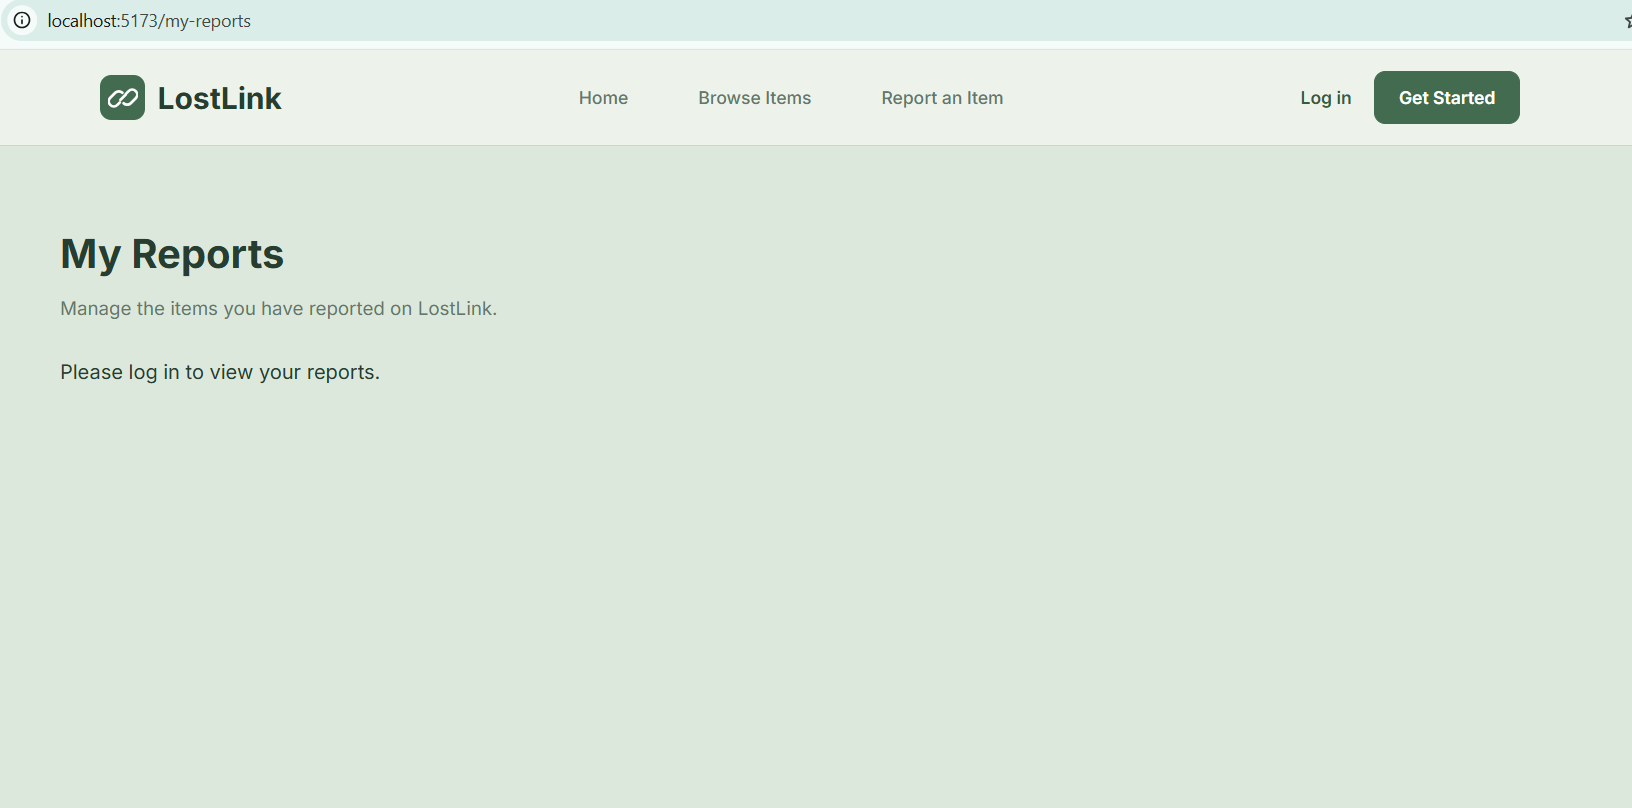 localhost:5173/my-reports
LostLink
Home
Browse Items
Report an Item
Log in
Get Started
My Reports
Manage the items you have reported on LostLink.
Please log in to view your reports.